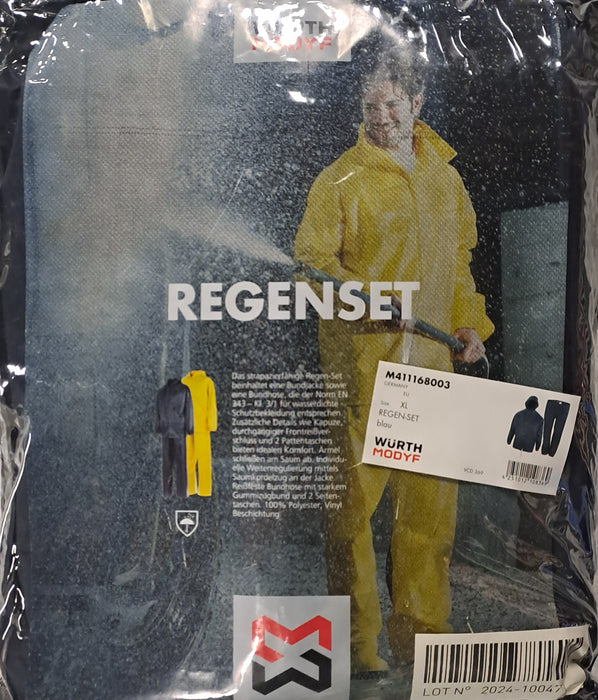 WÜRTH
MODYF
REGENSET
Das strapazierfähige Regen-Set
beinhaltet eine Bundjacke sowie
eine Bundhose, die der Norm EN
343 – Kl. 3/1 für wasserdichte
Schutzbekleidung entsprechen.
Zusätzliche Details wie Kapuze,
durchgängiger Frontreißver-
schluss und 2 Pattentaschen
bieten idealen Komfort. Ärmel
schließen am Saum ab. Individu-
elle Weitenregulierung mittels
Saumkordelzug an der Jacke.
Reißfeste Bundhose mit starkem
Gummizugbund und 2 Seiten-
taschen. 100% Polyester, Vinyl
Beschichtung.
M411168003
GERMANY
EU
Size XL
REGEN-SET
blau
WÜRTH
MODYF
VCD 369
LOT N° 2024-10047